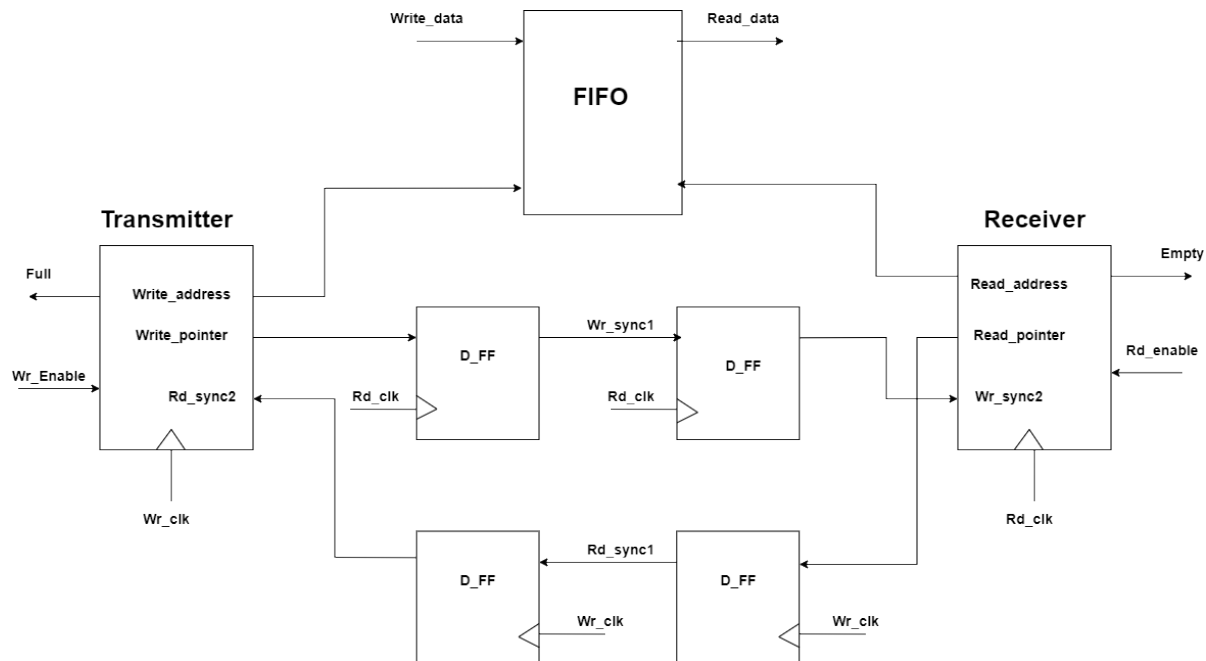 Write_data
Read_data
FIFO
Transmitter
Receiver
Full
Empty
Write_address
Read_address
Write_pointer
Wr_sync1
Read_pointer
Rd_enable
D_FF
D_FF
Wr_Enable
Rd_sync2
Rd_clk
Rd_clk
Wr_sync2
Wr_clk
Rd_clk
Rd_sync1
D_FF
D_FF
Wr_clk
Wr_clk